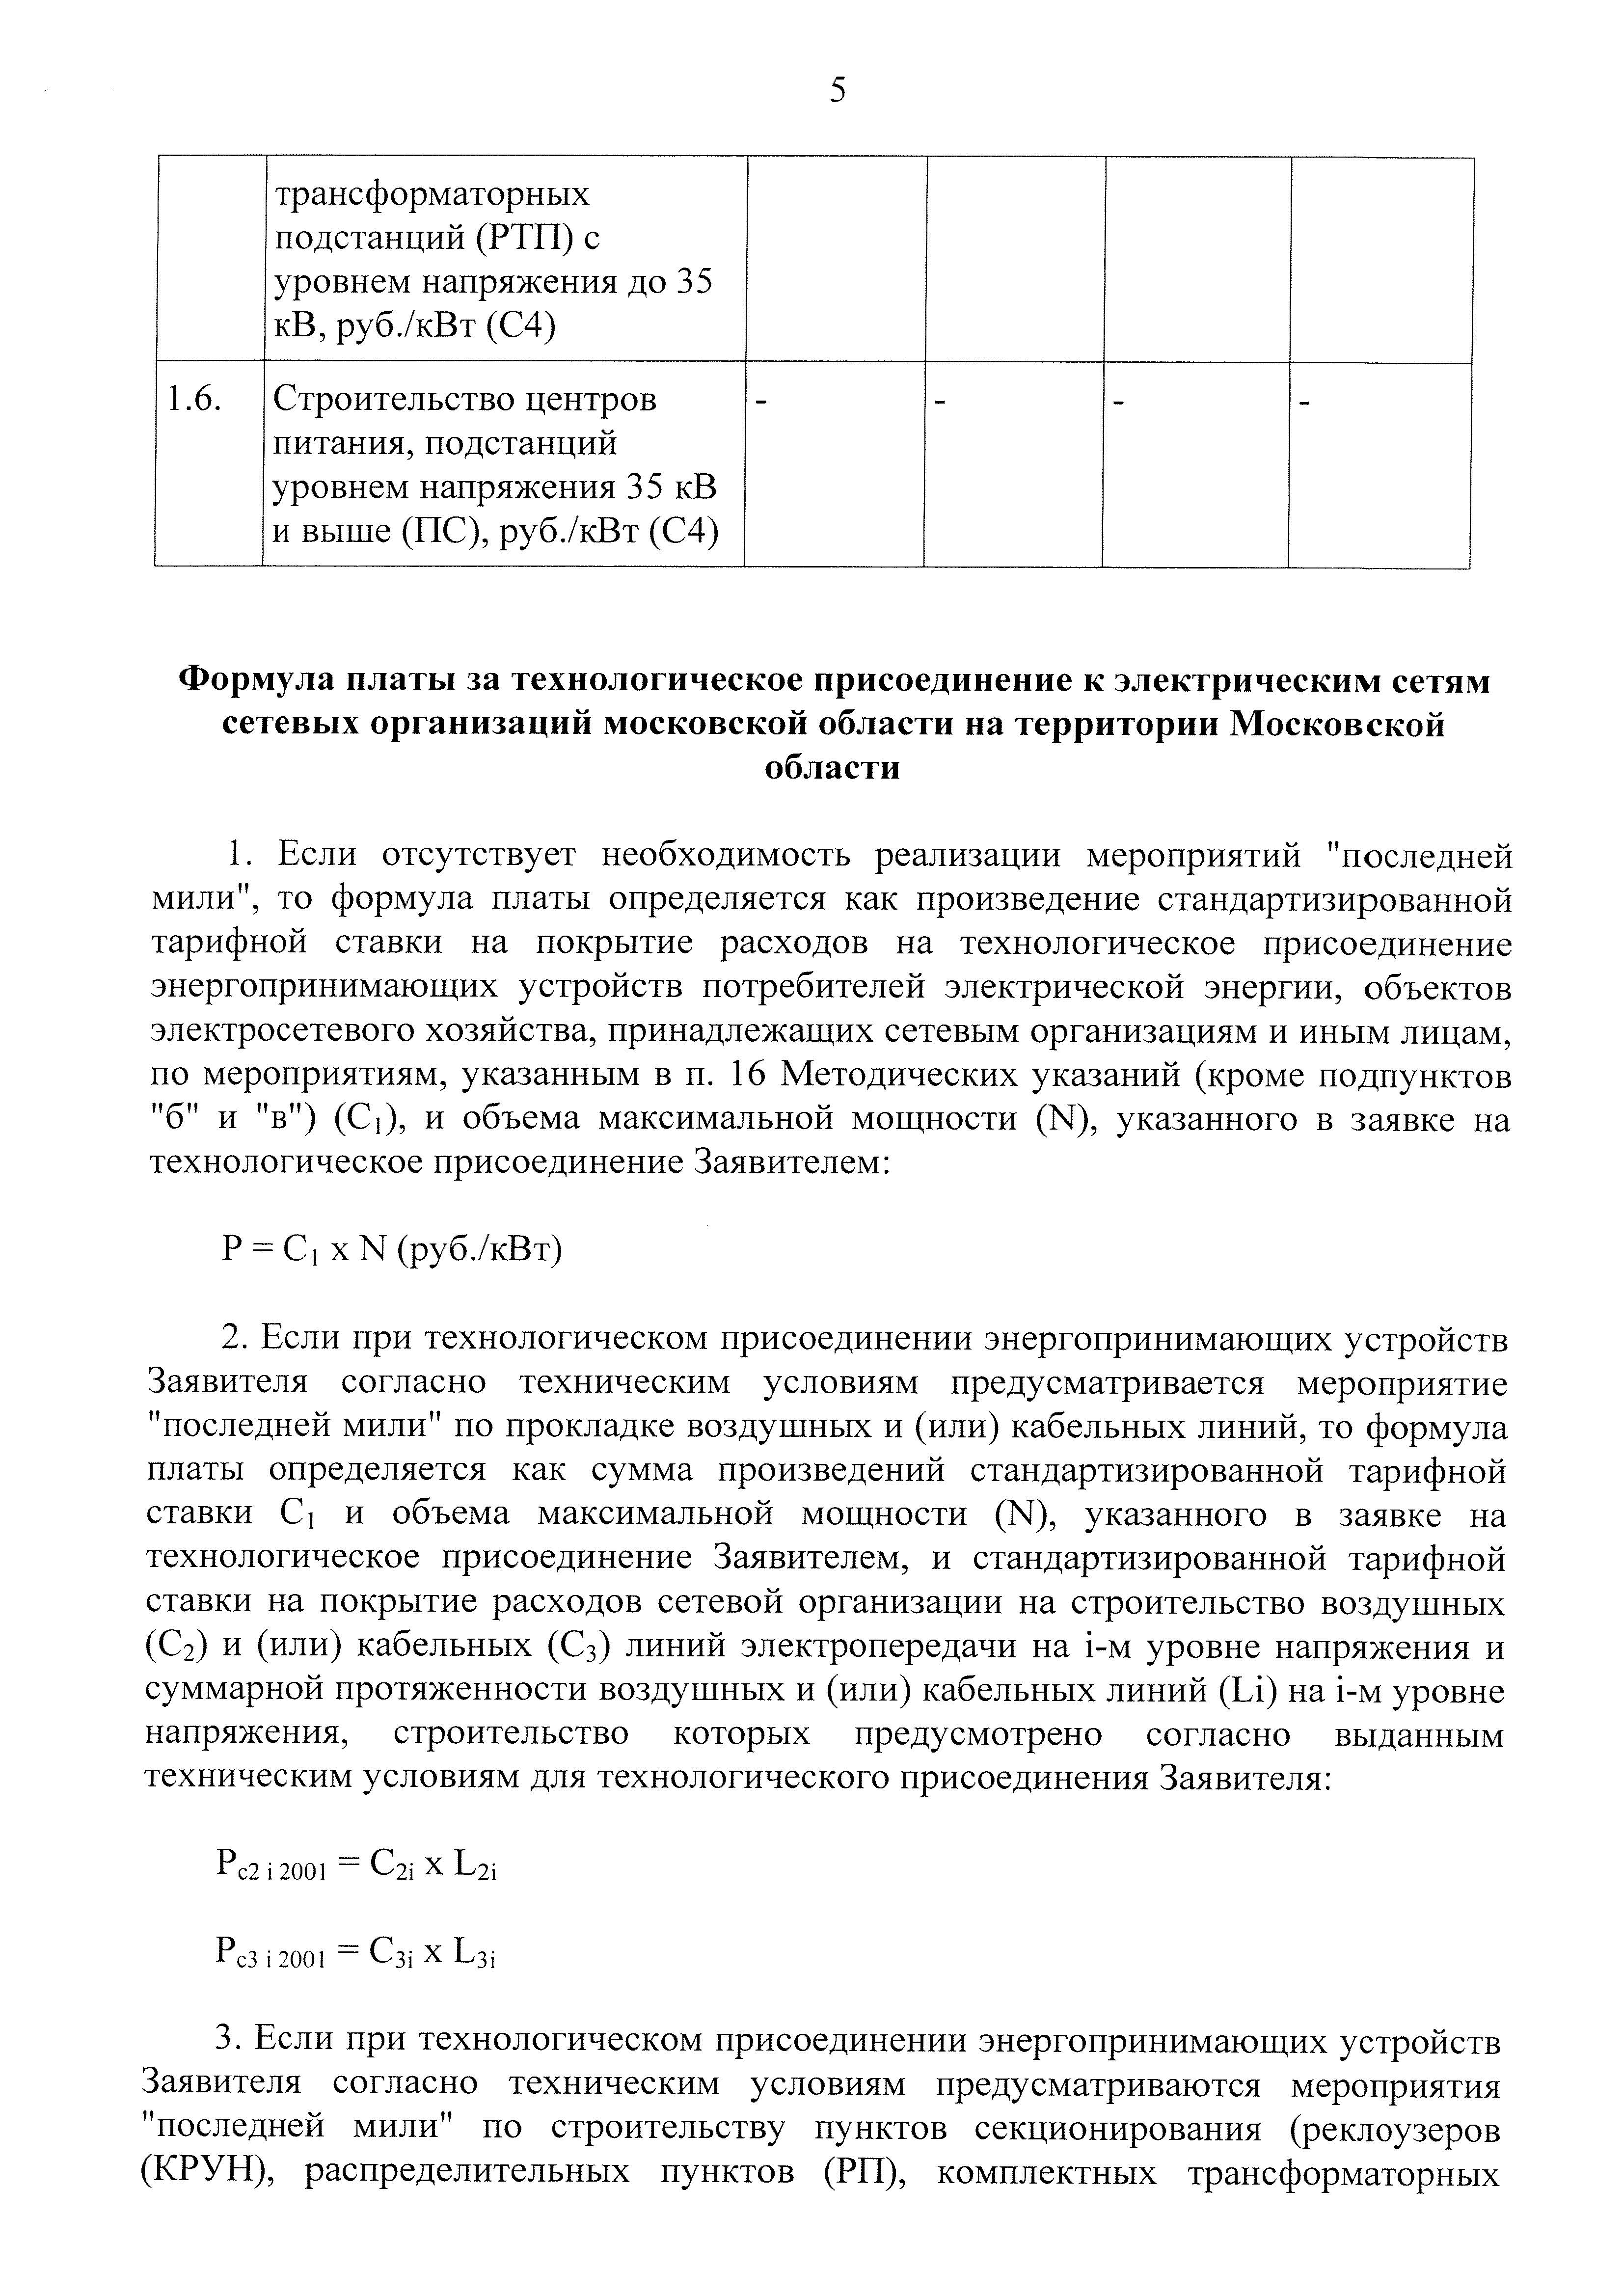 5
трансформаторных
подстанций (РТП) с
уровнем напряжения до 35
кВ, руб./кВт (С4)
1.6. Строительство центров - - - -
питания, подстанций
уровнем напряжения 35 кВ
и выше (ПС), руб./кВт (С4)
Формула платы за технологическое присоединение к электрическим сетям
сетевых организаций московской области на территории Московской
области
1. Если отсутствует необходимость реализации мероприятий "последней
мили", то формула платы определяется как произведение стандартизированной
тарифной ставки на покрытие расходов на технологическое присоединение
энергопринимающих устройств потребителей электрической энергии, объектов
электросетевого хозяйства, принадлежащих сетевым организациям и иным лицам,
по мероприятиям, указанным в п. 16 Методических указаний (кроме подпунктов
"б" и "в") (С₁), и объема максимальной мощности (N), указанного в заявке на
технологическое присоединение Заявителем:
Р = С₁ х N (руб./кВт)
2. Если при технологическом присоединении энергопринимающих устройств
Заявителя согласно техническим условиям предусматривается мероприятие
"последней мили" по прокладке воздушных и (или) кабельных линий, то формула
платы определяется как сумма произведений стандартизированной тарифной
ставки С₁ и объема максимальной мощности (N), указанного в заявке на
технологическое присоединение Заявителем, и стандартизированной тарифной
ставки на покрытие расходов сетевой организации на строительство воздушных
(С₂) и (или) кабельных (С₃) линий электропередачи на i-м уровне напряжения и
суммарной протяженности воздушных и (или) кабельных линий (Li) на i-м уровне
напряжения, строительство которых предусмотрено согласно выданным
техническим условиям для технологического присоединения Заявителя:
Рс2 i 2001 = С2i х L2i
Рс3 i 2001 = С3i х L3i
3. Если при технологическом присоединении энергопринимающих устройств
Заявителя согласно техническим условиям предусматриваются мероприятия
"последней мили" по строительству пунктов секционирования (реклоузеров
(КРУН), распределительных пунктов (РП), комплектных трансформаторных